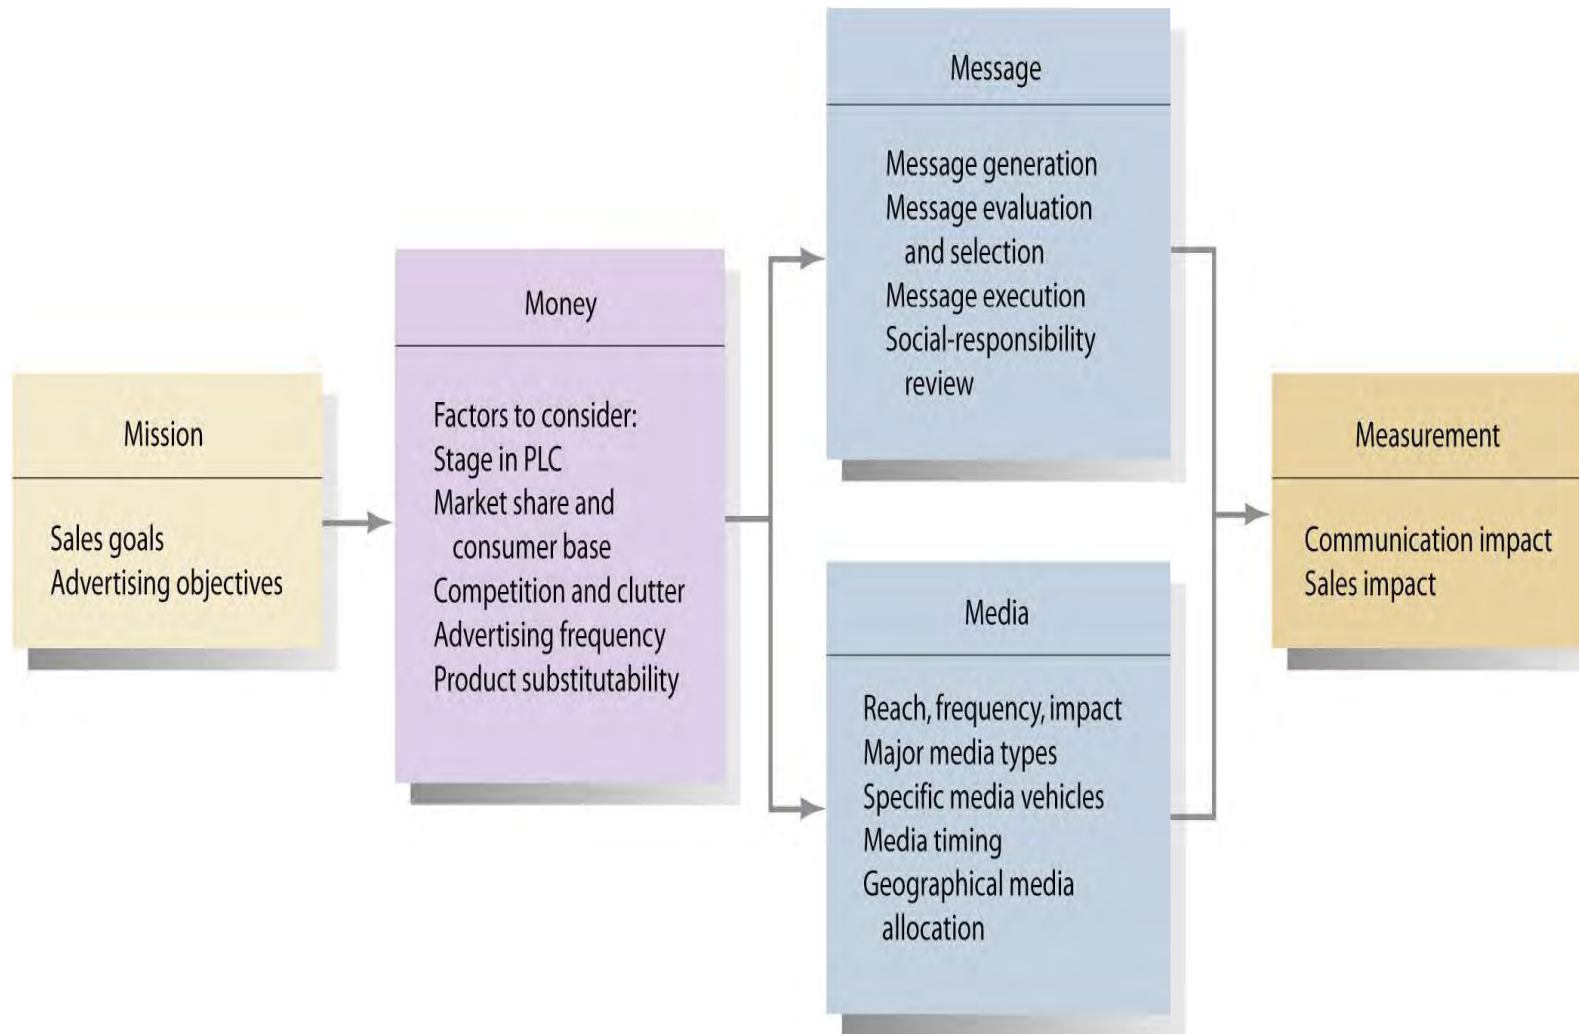 Mission
Sales goals
Advertising objectives
Money
Factors to consider:
Stage in PLC
Market share and
consumer base
Competition and clutter
Advertising frequency
Product substitutability
Message
Message generation
Message evaluation
and selection
Message execution
Social-responsibility
review
Media
Reach, frequency, impact
Major media types
Specific media vehicles
Media timing
Geographical media
allocation
Measurement
Communication impact
Sales impact